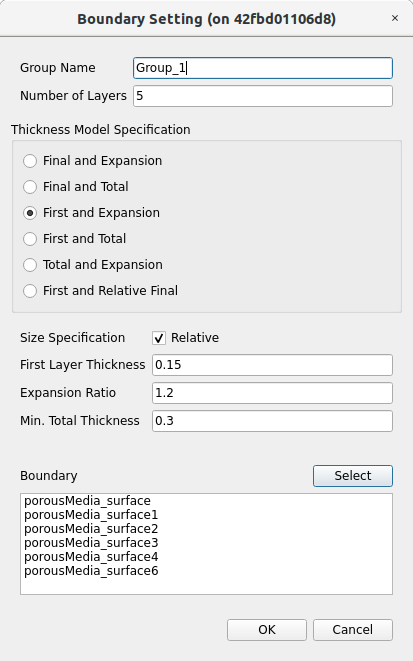 Boundary Setting (on 42fbd01106d8) ×
Group Name Group_1
Number of Layers 5
Thickness Model Specification
Final and Expansion
Final and Total
First and Expansion
First and Total
Total and Expansion
First and Relative Final
Size Specification Relative
First Layer Thickness 0.15
Expansion Ratio 1.2
Min. Total Thickness 0.3
Boundary Select
porousMedia_surface
porousMedia_surface1
porousMedia_surface2
porousMedia_surface3
porousMedia_surface4
porousMedia_surface6
OK Cancel